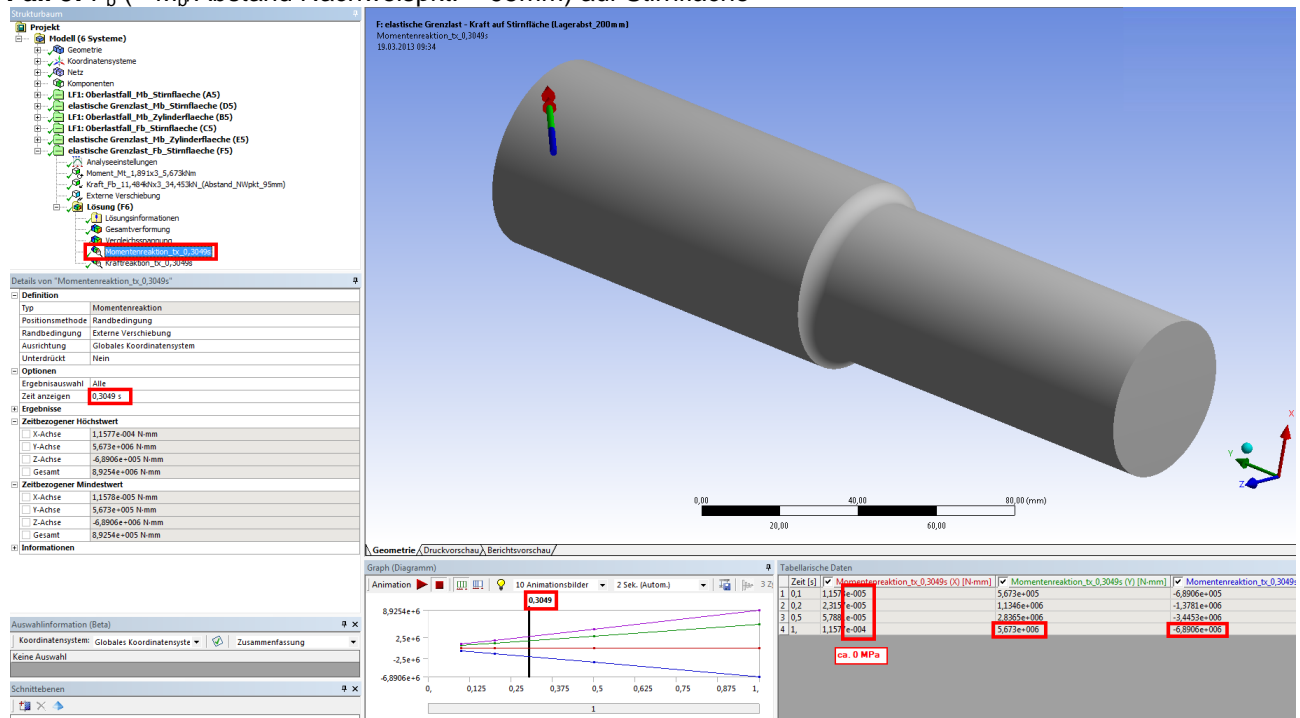 Strukturbaum
Projekt
Modell (6 Systeme)
Geometrie
Koordinatensysteme
Netz
Komponenten
LF1: Oberlastfall_Mb_Stirnflaeche (A5)
elastische Grenzlast_Mb_Stirnflaeche (D5)
LF1: Oberlastfall_Mb_Zylinderflaeche (B5)
LF1: Oberlastfall_Fb_Stirnflaeche (C5)
elastische Grenzlast_Mb_Zylinderflaeche (E5)
elastische Grenzlast_Fb_Stirnflaeche (F5)
Analyseeinstellungen
Moment_Mt_1,891x3_5,673kNm
Kraft_Fb_11,484kNx3_34,453kN_(Abstand_NWpkt_95mm)
Externe Verschiebung
Lösung (F6)
Lösungsinformationen
Gesamtverformung
Vergleichsspannung
Momentenreaktion_tx_0,3049s
Kraftreaktion_tx_0,3049s
Details von "Momentenreaktion_tx_0,3049s"
Definition
Typ Momentenreaktion
Positionsmethode Randbedingung
Randbedingung Externe Verschiebung
Ausrichtung Globales Koordinatensystem
Unterdrückt Nein
Optionen
Ergebnisauswahl Alle
Zeit anzeigen 0,3049 s
Ergebnisse
Zeitbezogener Höchstwert
X-Achse 1,1577e-004 N·mm
Y-Achse 5,673e+006 N·mm
Z-Achse -6,8906e+005 N·mm
Gesamt 8,9254e+006 N·mm
Zeitbezogener Mindestwert
X-Achse 1,1578e-005 N·mm
Y-Achse 5,673e+005 N·mm
Z-Achse -6,8906e+006 N·mm
Gesamt 8,9254e+005 N·mm
Informationen
Auswahlinformation (Beta)
Koordinatensystem: Globales Koordinatensyste Zusammenfassung
Keine Auswahl
Schnittebenen
F: elastische Grenzlast - Kraft auf Stirnfläche (Lagerabst_200mm)
Momentenreaktion_tx_0,3049s
19.03.2013 09:34
X
Y
Z
0,00 40,00 80,00 (mm)
20,00 60,00
Geometrie Druckvorschau Berichtsvorschau
Graph (Diagramm)
Animation 10 Animationsbilder 2 Sek. (Autom.)
0,3049
8,9254e+6
2,5e+6
-2,5e+6
-6,8906e+6
0, 0,125 0,25 0,375 0,5 0,625 0,75 0,875 1,
1
Tabellarische Daten
Zeit [s] Momentenreaktion_tx_0,3049s (X) [N·mm] Momentenreaktion_tx_0,3049s (Y) [N·mm] Momentenreaktion_tx_0,3049s
1 0,1 5,673e+005 -6,8906e+005
2 0,2 1,1346e+006 -1,3781e+006
3 0,5 2,8365e+006 -3,4453e+006
4 1, 5,673e+006 -6,8906e+006
ca. 0 MPa